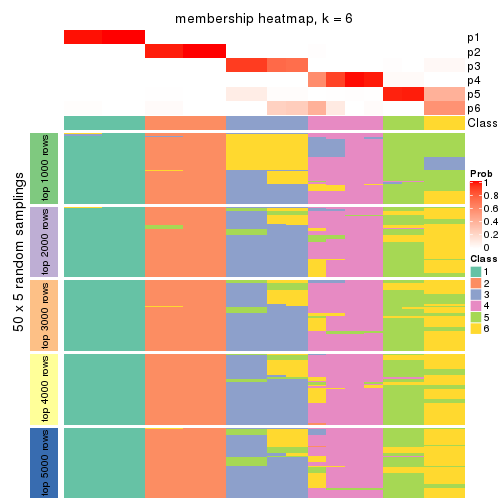 membership heatmap, k = 6
p1
p2
p3
p4
p5
p6
Class
50 x 5 random samplings
top 1000 rows
top 2000 rows
top 3000 rows
top 4000 rows
top 5000 rows
Prob
1
0.8
0.6
0.4
0.2
0
Class
1
2
3
4
5
6